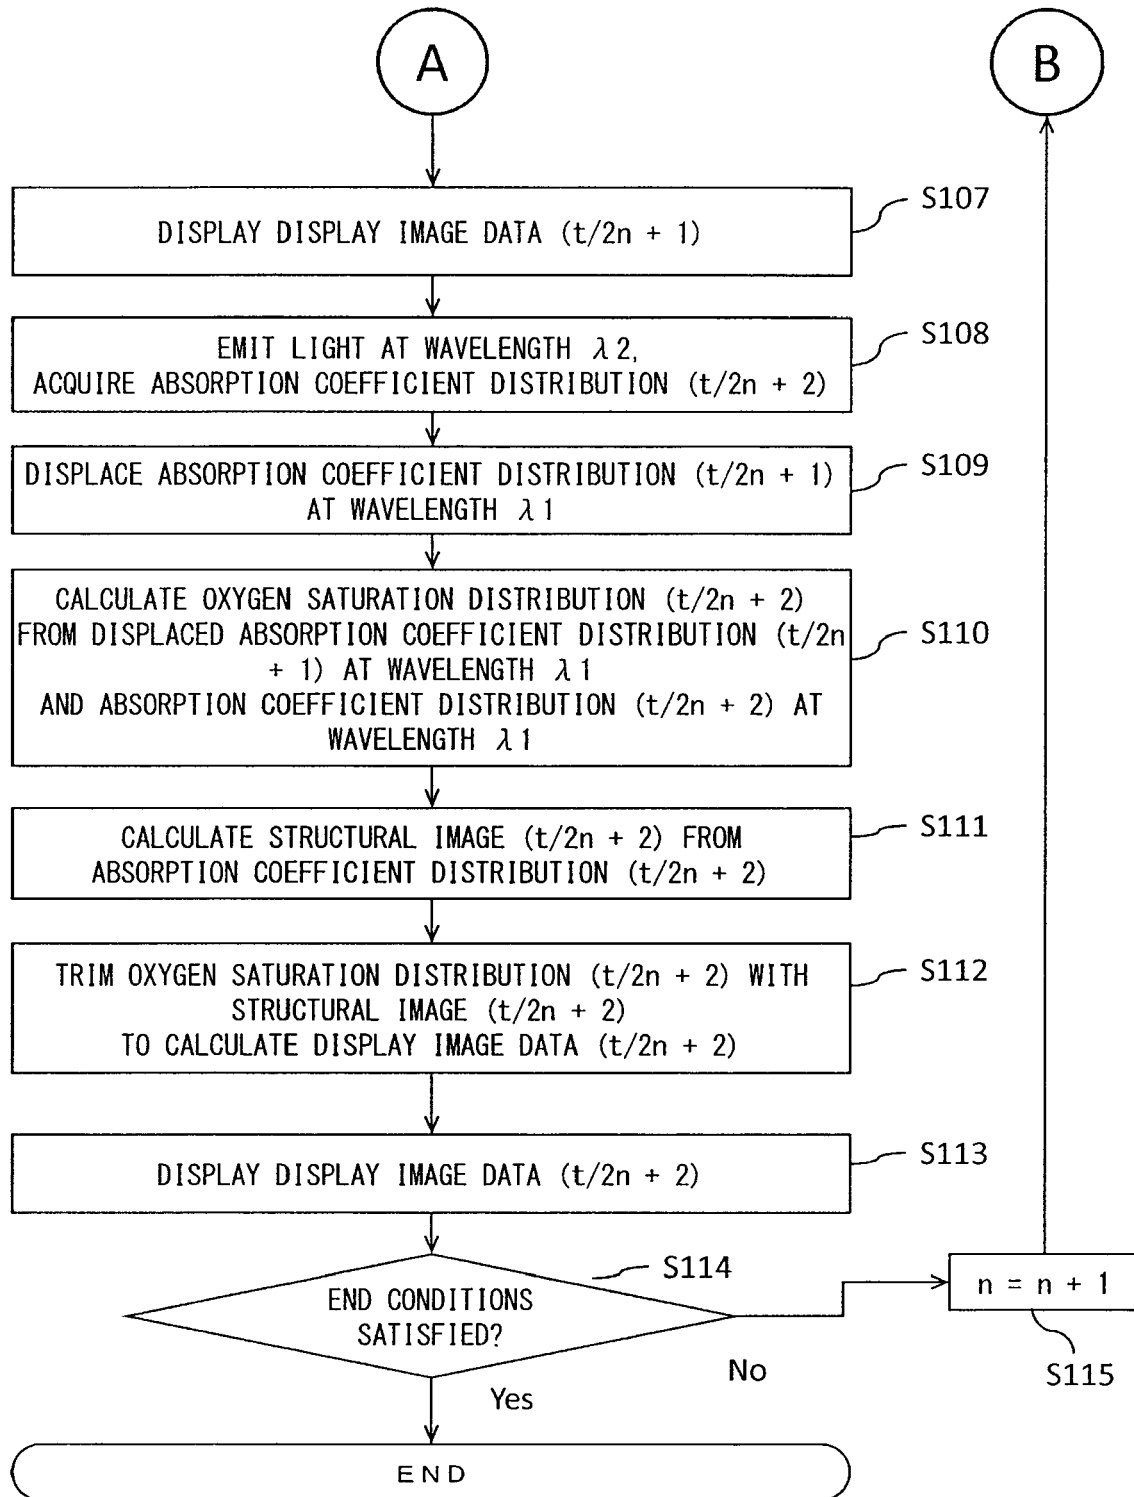 A
B
DISPLAY DISPLAY IMAGE DATA (t/2n + 1)
S107
EMIT LIGHT AT WAVELENGTH λ2,
ACQUIRE ABSORPTION COEFFICIENT DISTRIBUTION (t/2n + 2)
S108
DISPLACE ABSORPTION COEFFICIENT DISTRIBUTION (t/2n + 1)
AT WAVELENGTH λ1
S109
CALCULATE OXYGEN SATURATION DISTRIBUTION (t/2n + 2)
FROM DISPLACED ABSORPTION COEFFICIENT DISTRIBUTION (t/2n
+ 1) AT WAVELENGTH λ1
AND ABSORPTION COEFFICIENT DISTRIBUTION (t/2n + 2) AT
WAVELENGTH λ1
S110
CALCULATE STRUCTURAL IMAGE (t/2n + 2) FROM
ABSORPTION COEFFICIENT DISTRIBUTION (t/2n + 2)
S111
TRIM OXYGEN SATURATION DISTRIBUTION (t/2n + 2) WITH
STRUCTURAL IMAGE (t/2n + 2)
TO CALCULATE DISPLAY IMAGE DATA (t/2n + 2)
S112
DISPLAY DISPLAY IMAGE DATA (t/2n + 2)
S113
END CONDITIONS
SATISFIED?
S114
n = n + 1
S115
No
Yes
END